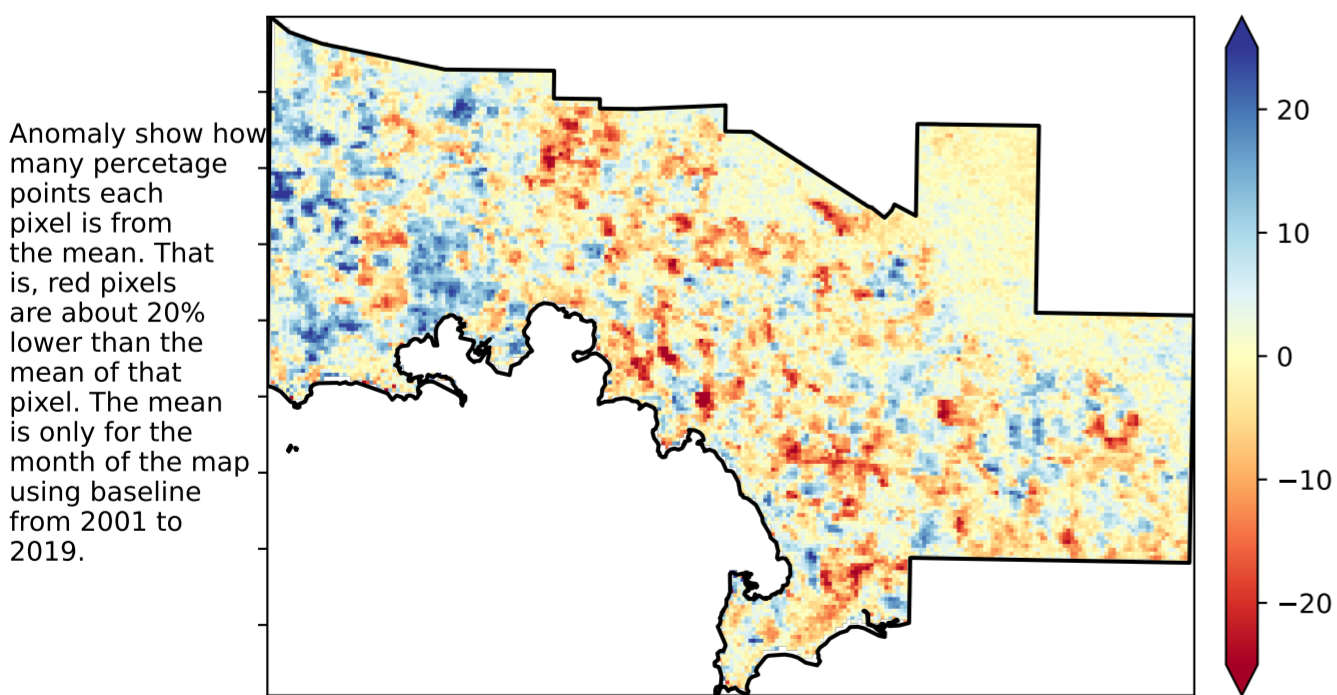 Anomaly show how
many percetage
points each
pixel is from
the mean. That
is, red pixels
are about 20%
lower than the
mean of that
pixel. The mean
is only for the
month of the map
using baseline
from 2001 to
2019.
20
10
0
−10
−20